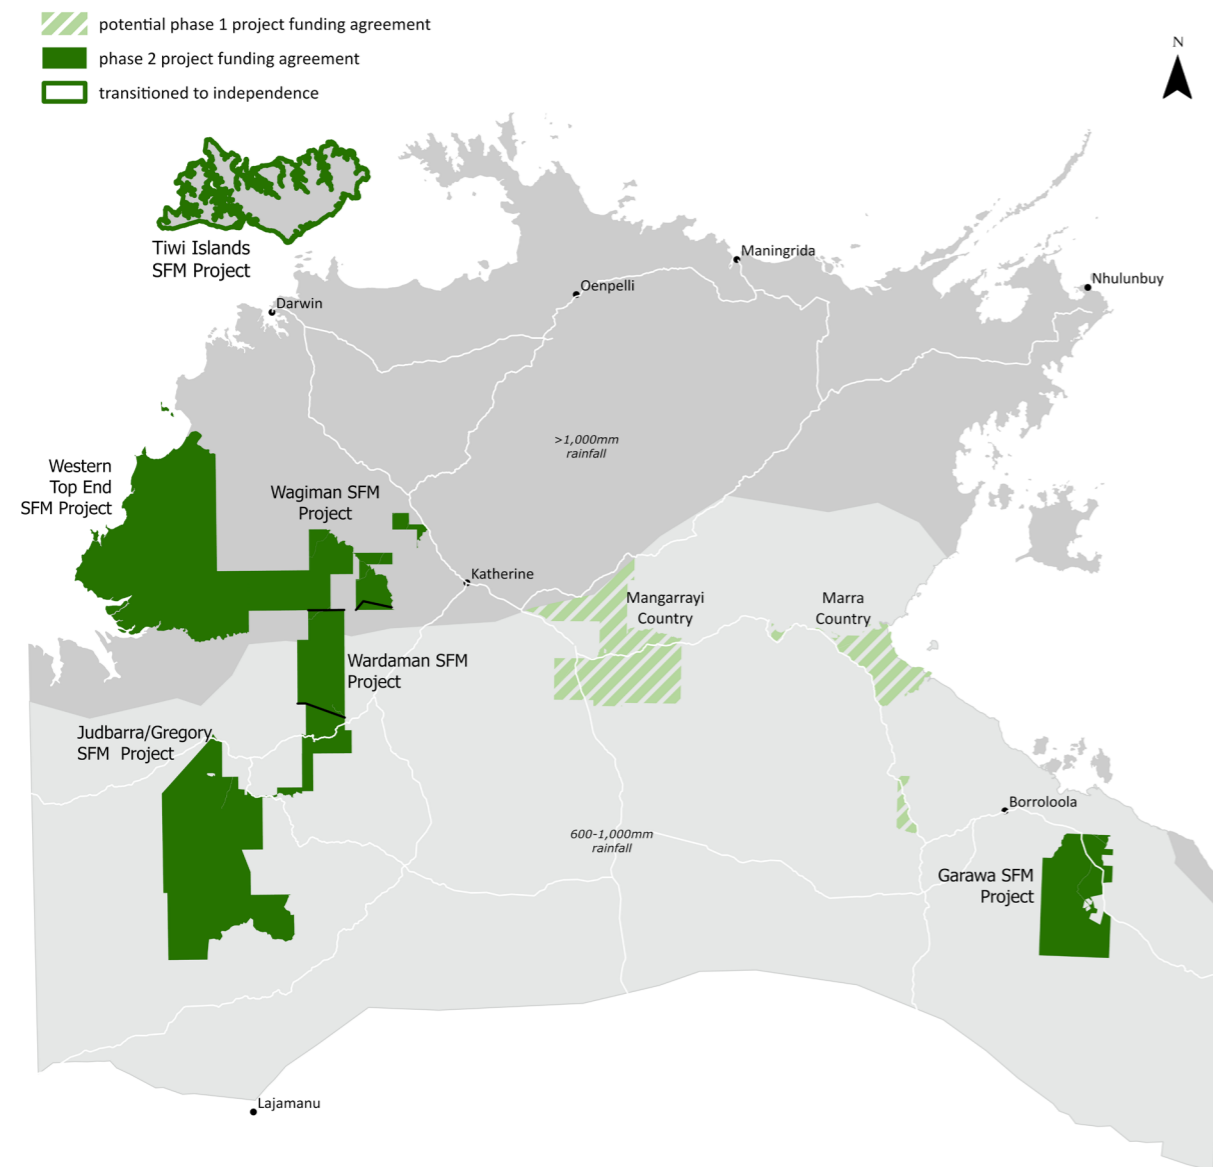 potential phase 1 project funding agreement
phase 2 project funding agreement
transitioned to independence
N
Tiwi Islands
SFM Project
Maningrida
Oenpelli
Nhulunbuy
Darwin
>1,000mm
rainfall
Western
Top End
SFM Project
Wagiman SFM
Project
Katherine
Mangarrayi
Country
Marra
Country
Wardaman SFM
Project
Judbarra/Gregory
SFM  Project
Borroloola
600-1,000mm
rainfall
Garawa SFM
Project
Lajamanu